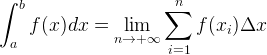 ∫_a^b f(x)dx = lim_{n→+∞} ∑_{i=1}^n f(x_i)Δx